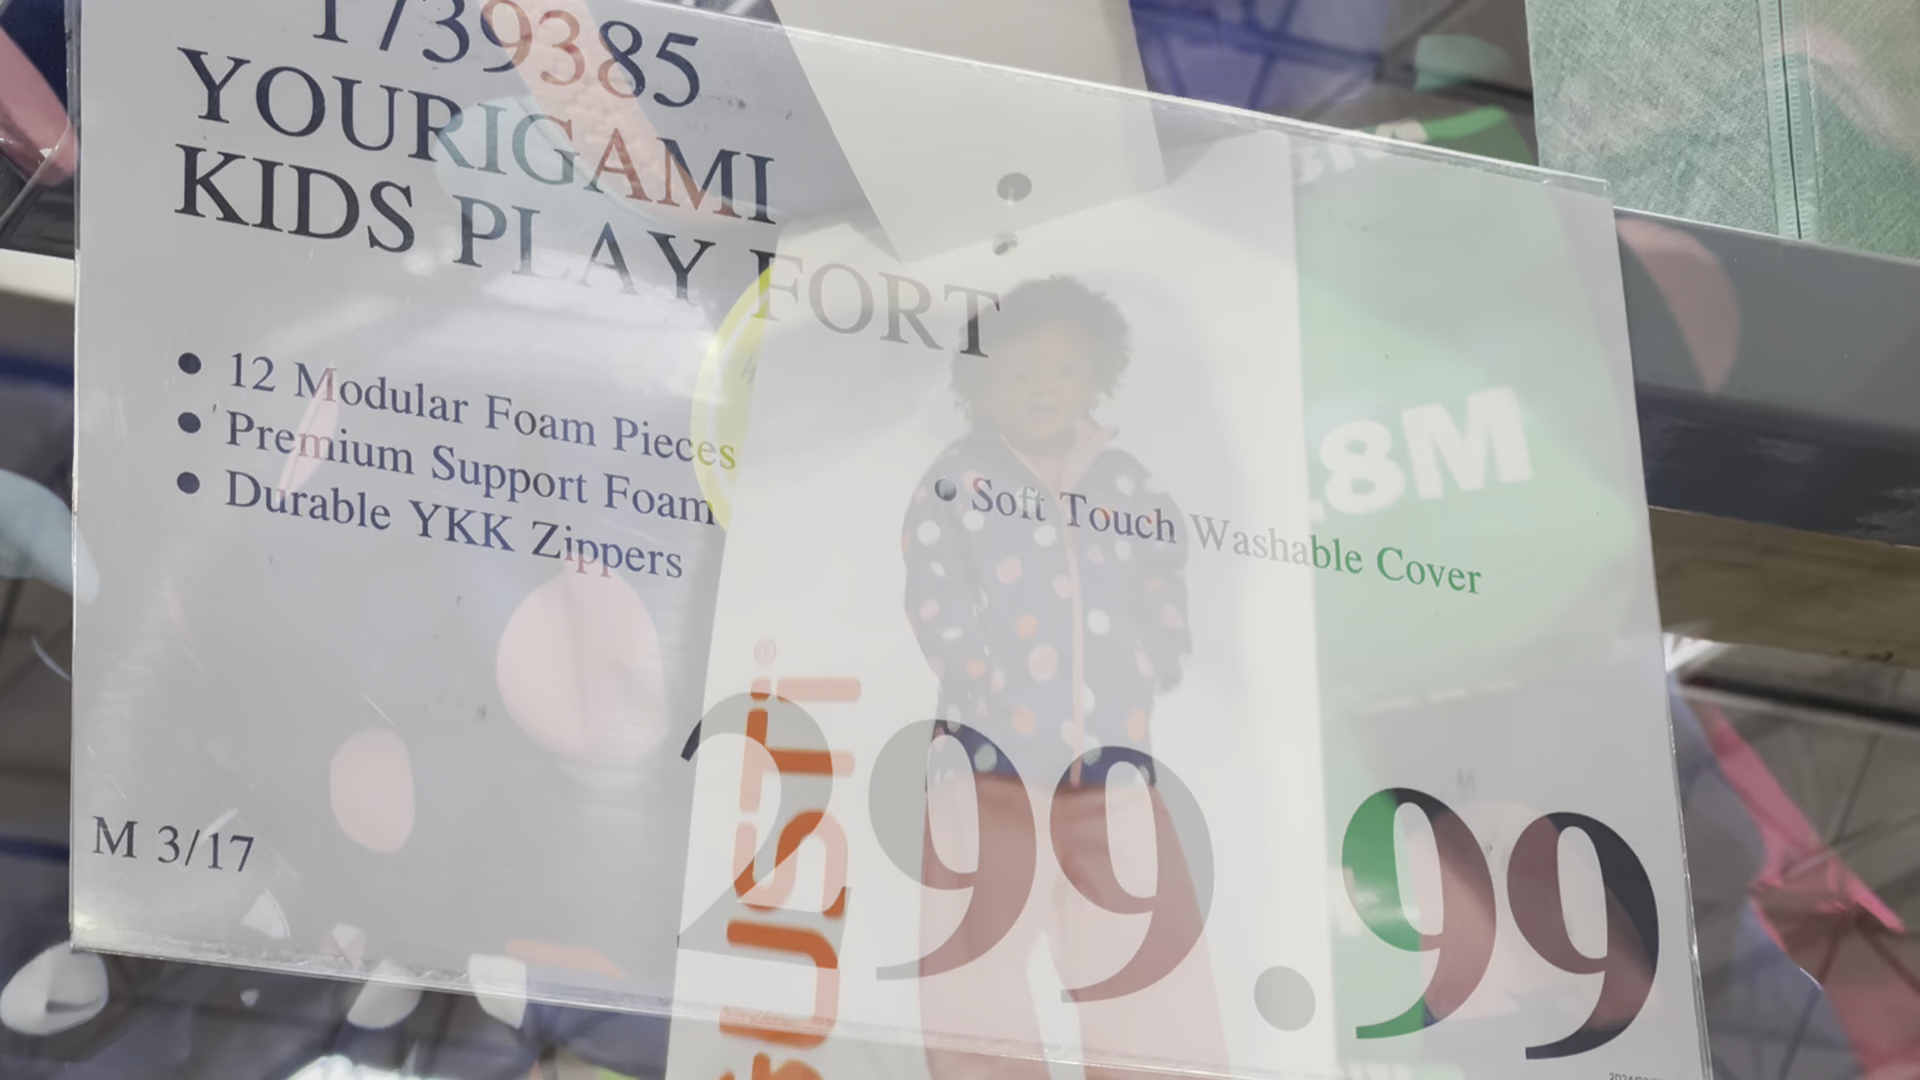 1739385
YOURIGAMI
KIDS PLAY FORT
• 12 Modular Foam Pieces
• Premium Support Foam
• Durable YKK Zippers
• Soft Touch Washable Cover
M 3/17
299.99
18M